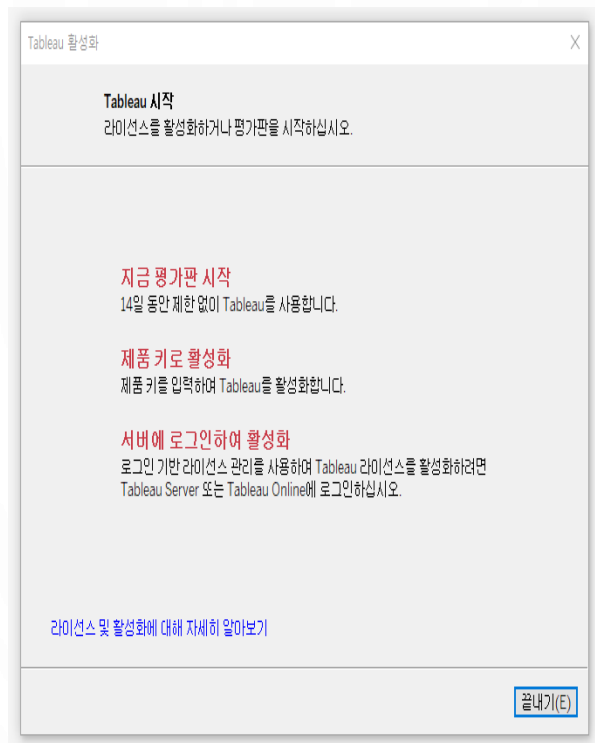 Tableau 활성화
Tableau 시작
라이선스를 활성화하거나 평가판을 시작하십시오.
지금 평가판 시작
14일 동안 제한 없이 Tableau를 사용합니다.
제품 키로 활성화
제품 키를 입력하여 Tableau를 활성화합니다.
서버에 로그인하여 활성화
로그인 기반 라이선스 관리를 사용하여 Tableau 라이선스를 활성화하려면
Tableau Server 또는 Tableau Online에 로그인하십시오.
라이선스 및 활성화에 대해 자세히 알아보기
끝내기(E)